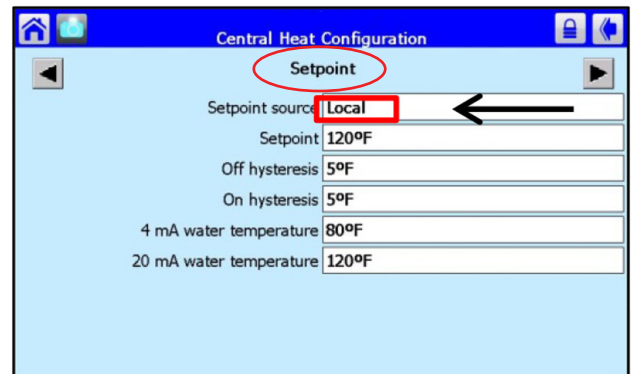 Central Heat Configuration
Setpoint
Setpoint source Local
Setpoint 120ºF
Off hysteresis 5ºF
On hysteresis 5ºF
4 mA water temperature 80ºF
20 mA water temperature 120ºF